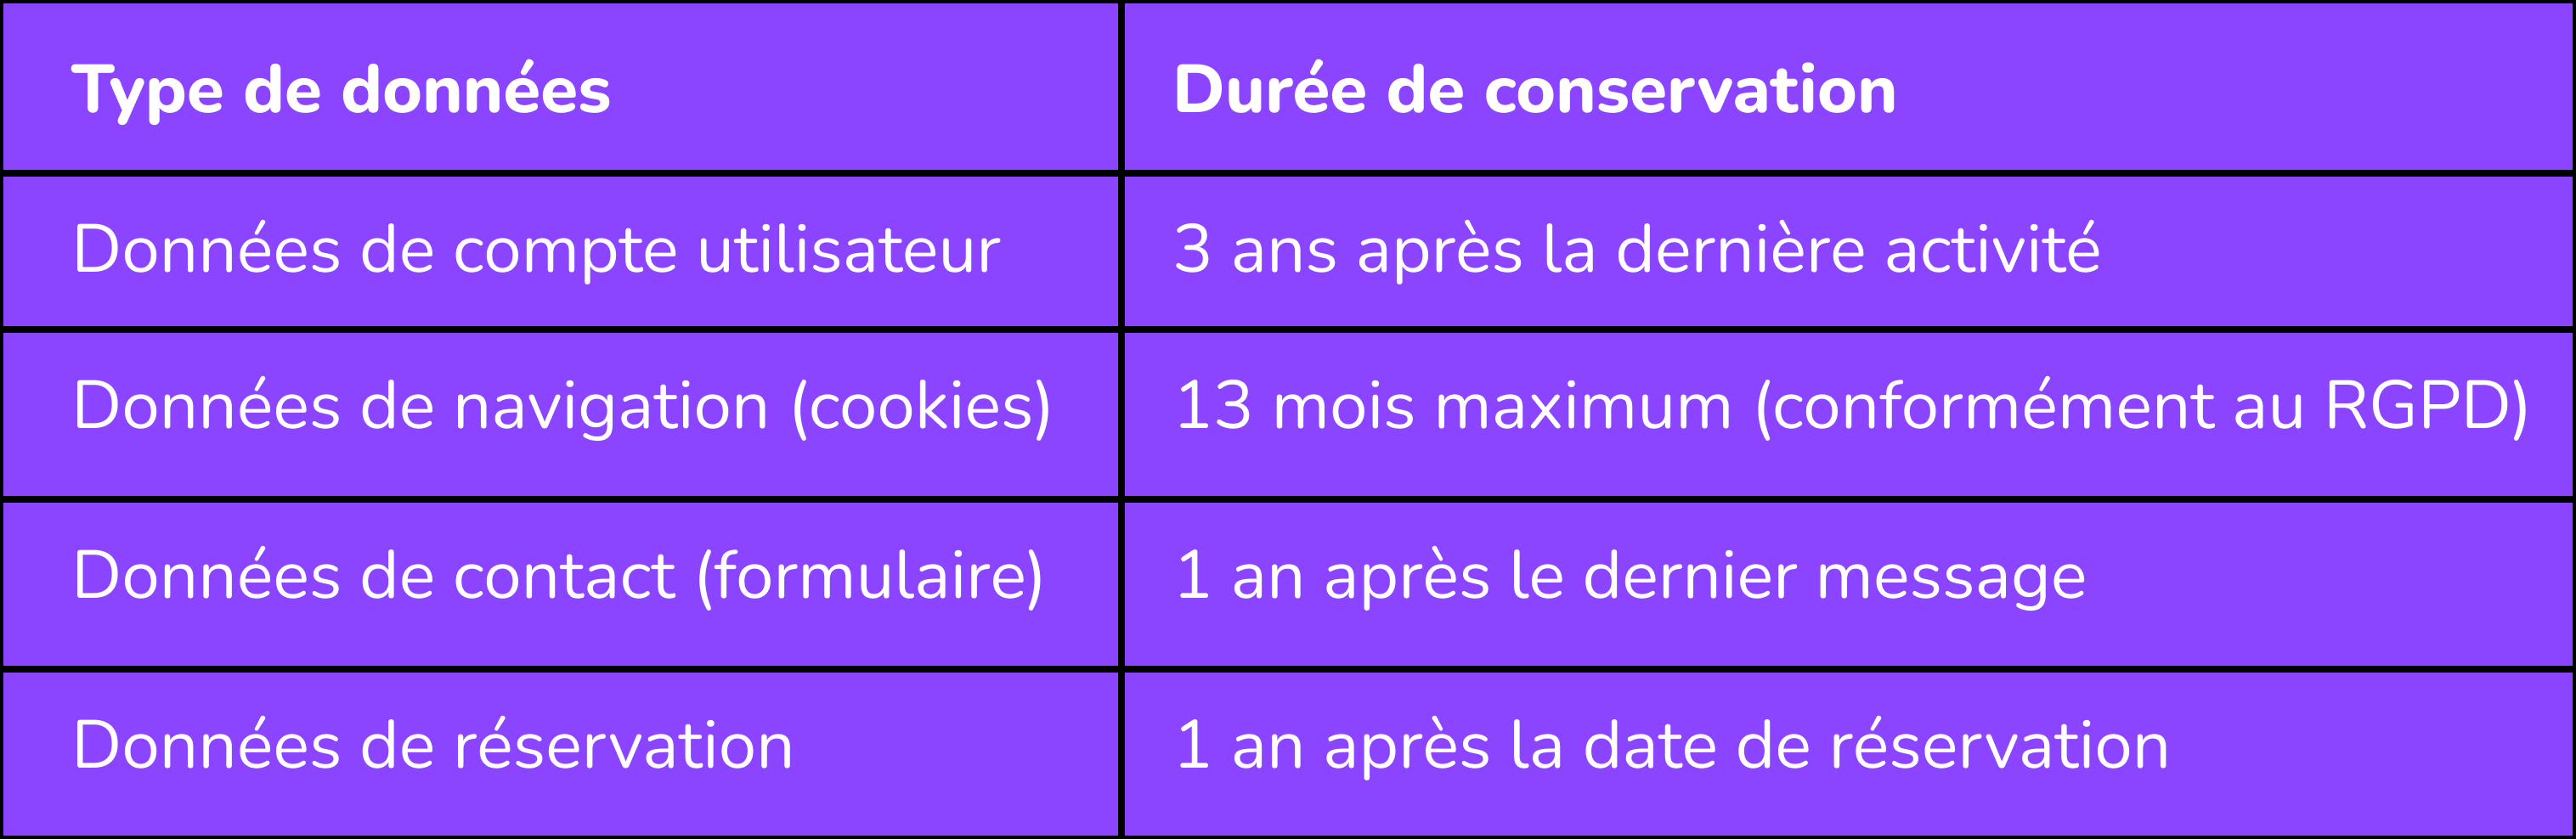 Type de données
Durée de conservation
Données de compte utilisateur
3 ans après la dernière activité
Données de navigation (cookies)
13 mois maximum (conformément au RGPD)
Données de contact (formulaire)
1 an après le dernier message
Données de réservation
1 an après la date de réservation